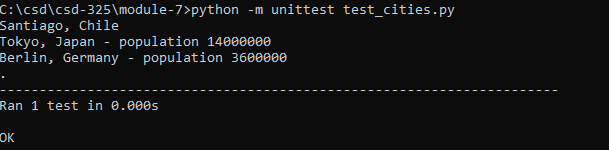 C:\csd\csd-325\module-7>python -m unittest test_cities.py
Santiago, Chile
Tokyo, Japan - population 14000000
Berlin, Germany - population 3600000
.
----------------------------------------------------------------------
Ran 1 test in 0.000s
OK